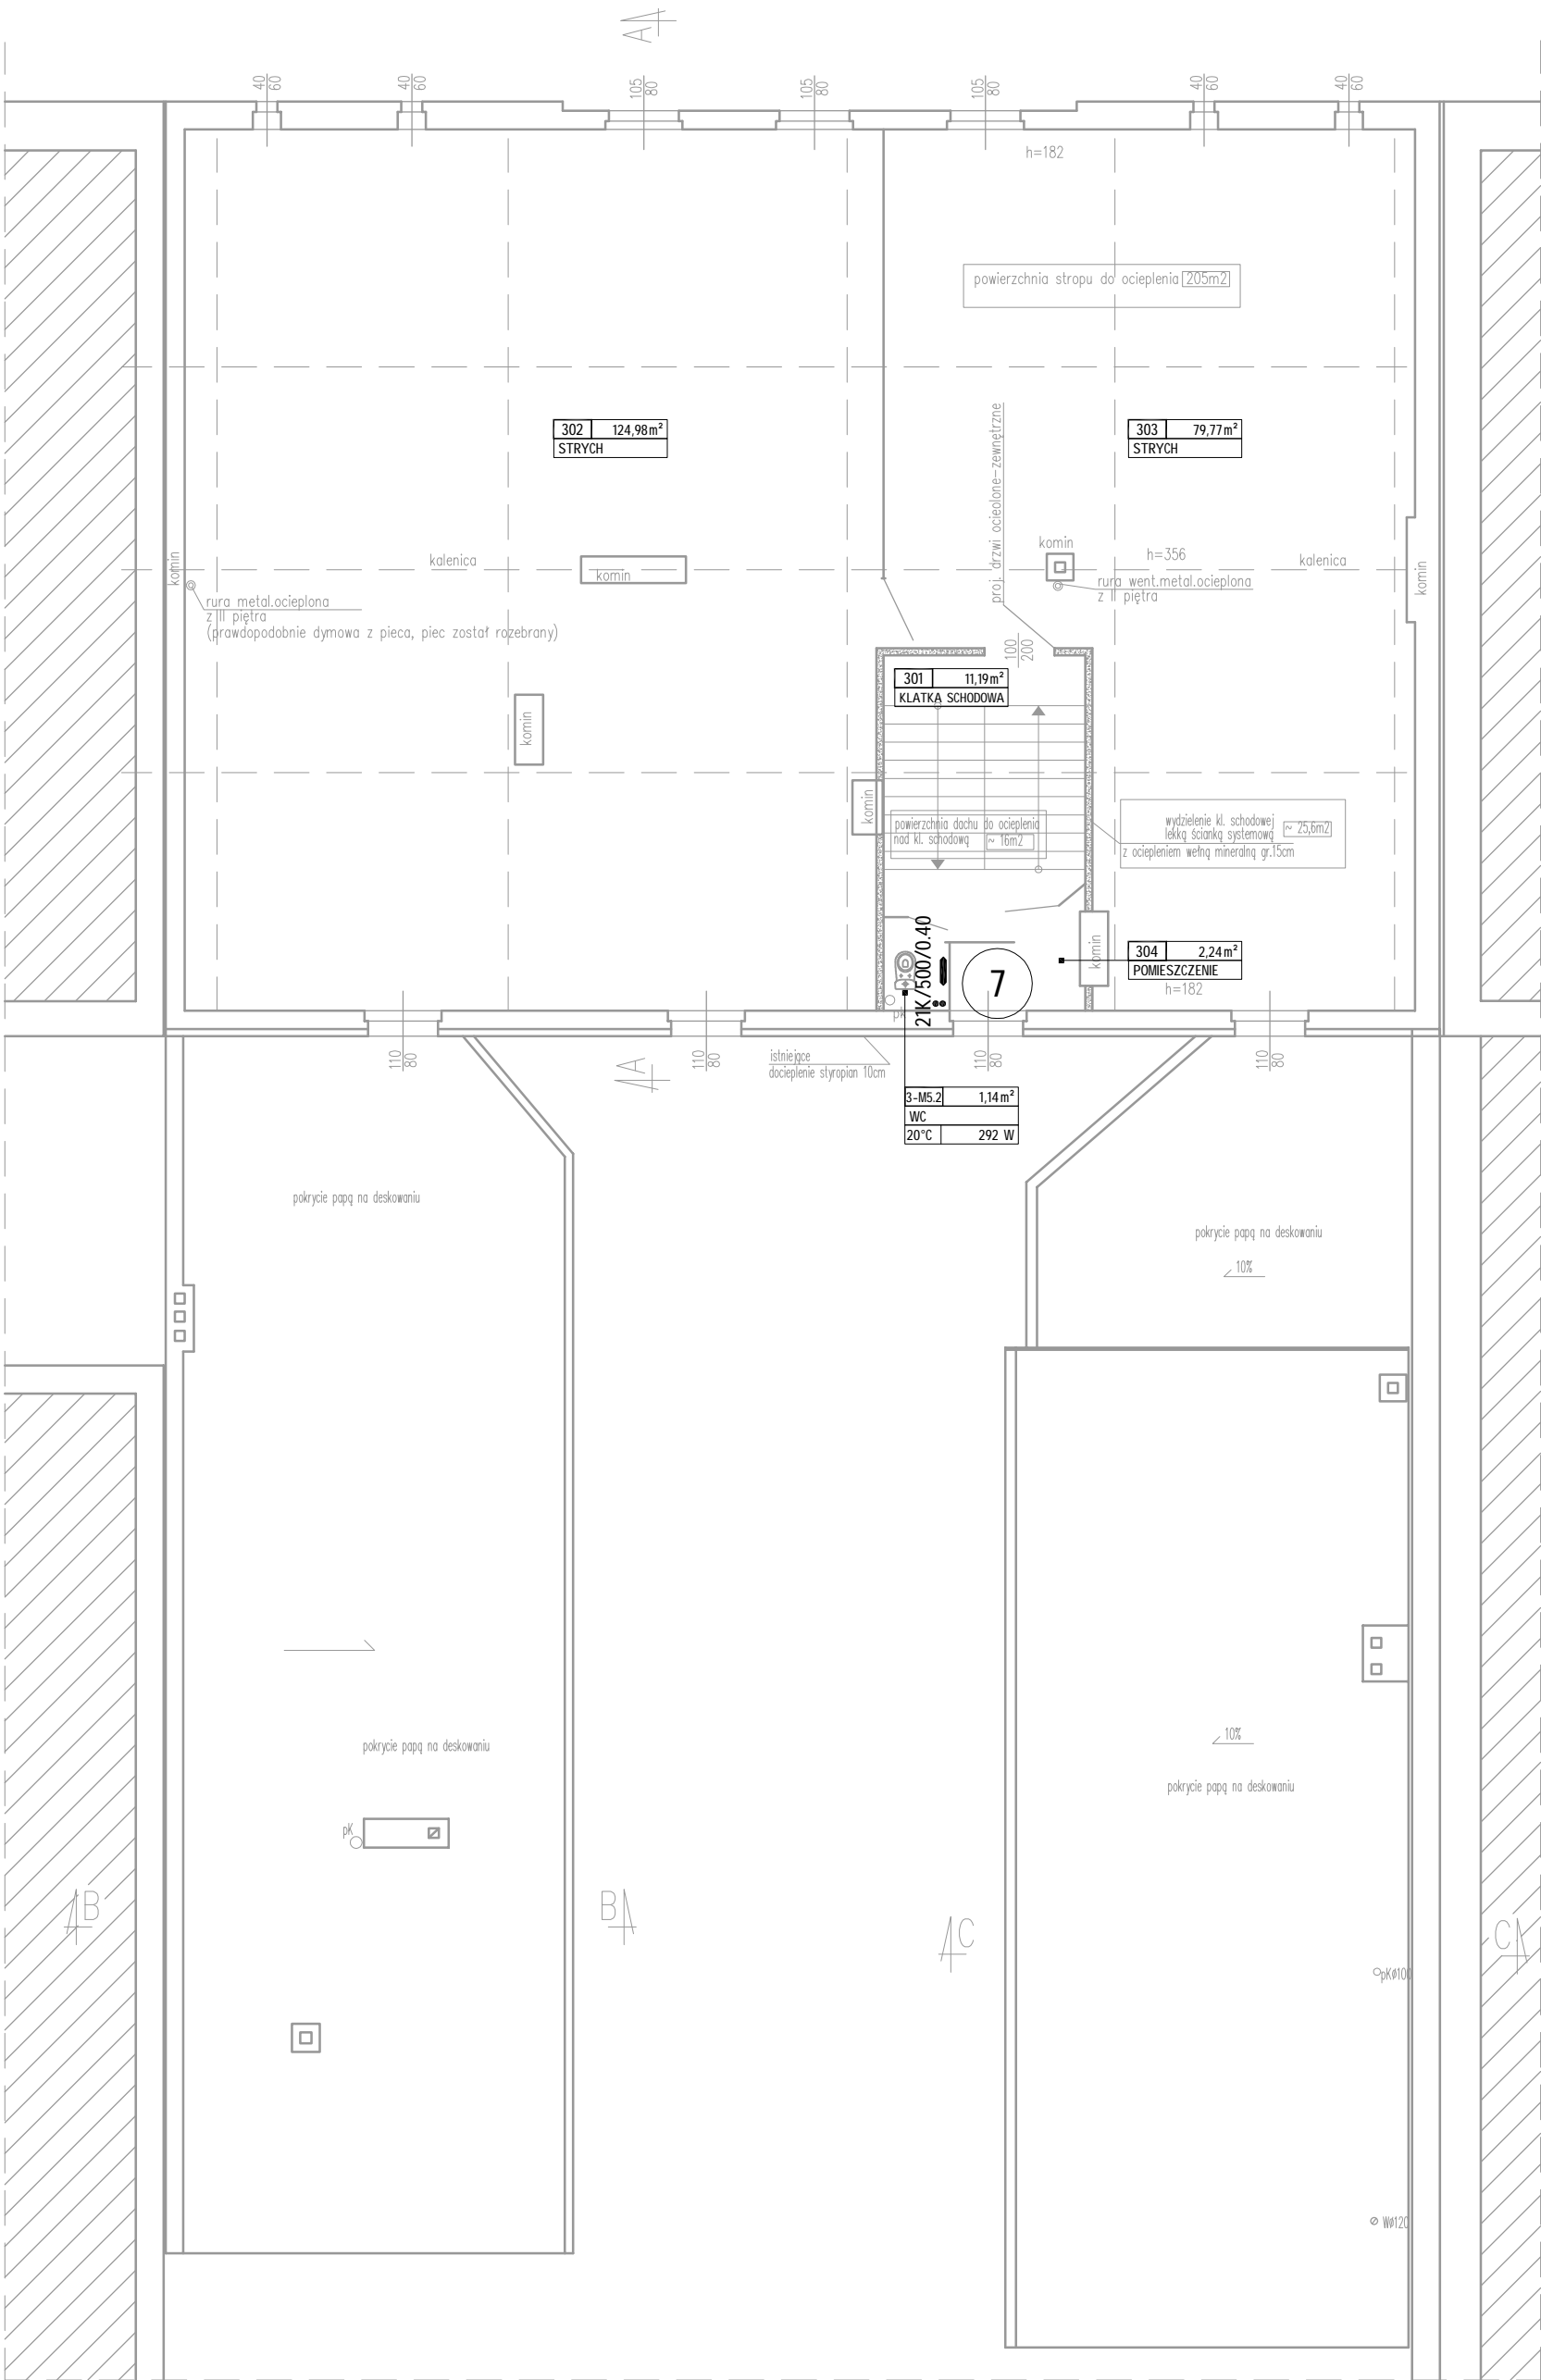 A
40
60
40
60
105
80
105
80
105
80
40
60
40
60
h=182
powierzchnia stropu do ocieplenia 205m2
302 124,98m²
STRYCH
303 79,77m²
STRYCH
proj. drzwi ocieolone-zewnętrzne
komin
kalenica
komin
komin
h=356
kalenica
komin
rura metal.ocieplona
z II piętra
(prawdopodobnie dymowa z pieca, piec został rozebrany)
rura went.metal.ocieplona
z II piętra
100
200
301 11,19m²
KLATKA SCHODOWA
komin
komin
powierzchnia dachu do ocieplenia
nad kl. schodową ~ 16m2
wydzielenie kl. schodowej
lekką ścianką systemową ~ 25,6m2
z ociepleniem wełną mineralną gr.15cm
21K/500/0.40
7
komin
304 2,24m²
POMIESZCZENIE
h=182
pK
110
80
A
110
80
istniejące
docieplenie styropian 10cm
110
80
110
80
3-M5.2 1,14m²
WC
20°C 292 W
pokrycie papą na deskowaniu
pokrycie papą na deskowaniu
10%
pokrycie papą na deskowaniu
10%
pokrycie papą na deskowaniu
pK
B
B
C
C
pKø100
Wø120